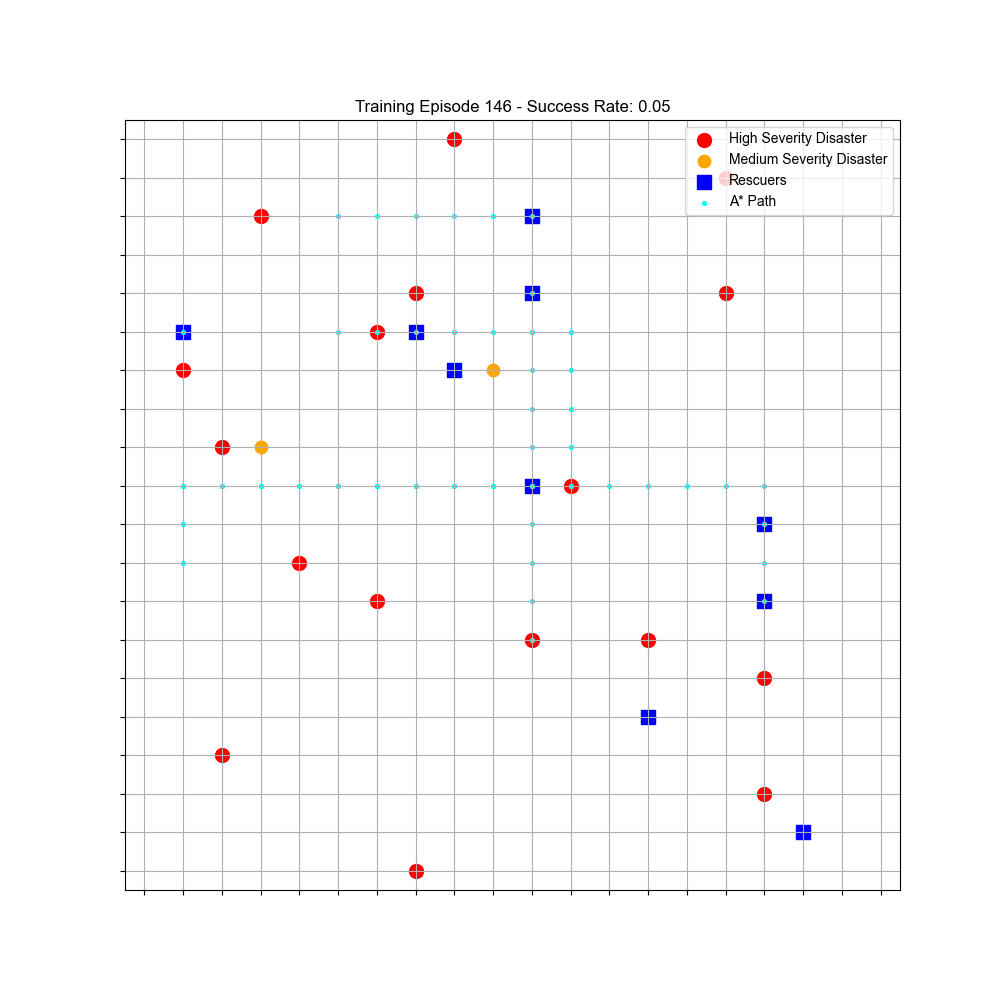 Training Episode 146 - Success Rate: 0.05
High Severity Disaster
Medium Severity Disaster
Rescuers
A* Path